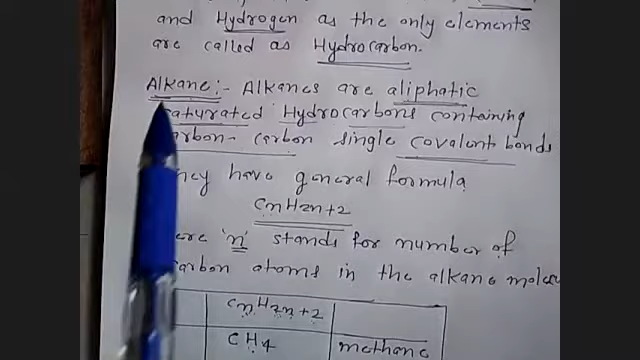 and Hydrogen as the only elements
are called as Hydrocarbon.
Alkane:- Alkanes are aliphatic
saturated Hydrocarbons containing
carbon- carbon single covalent bonds
They have general formula
CnH2n+2
'n' stands for number of
carbon atoms in the alkane
CnH2n+2
CH4 methane